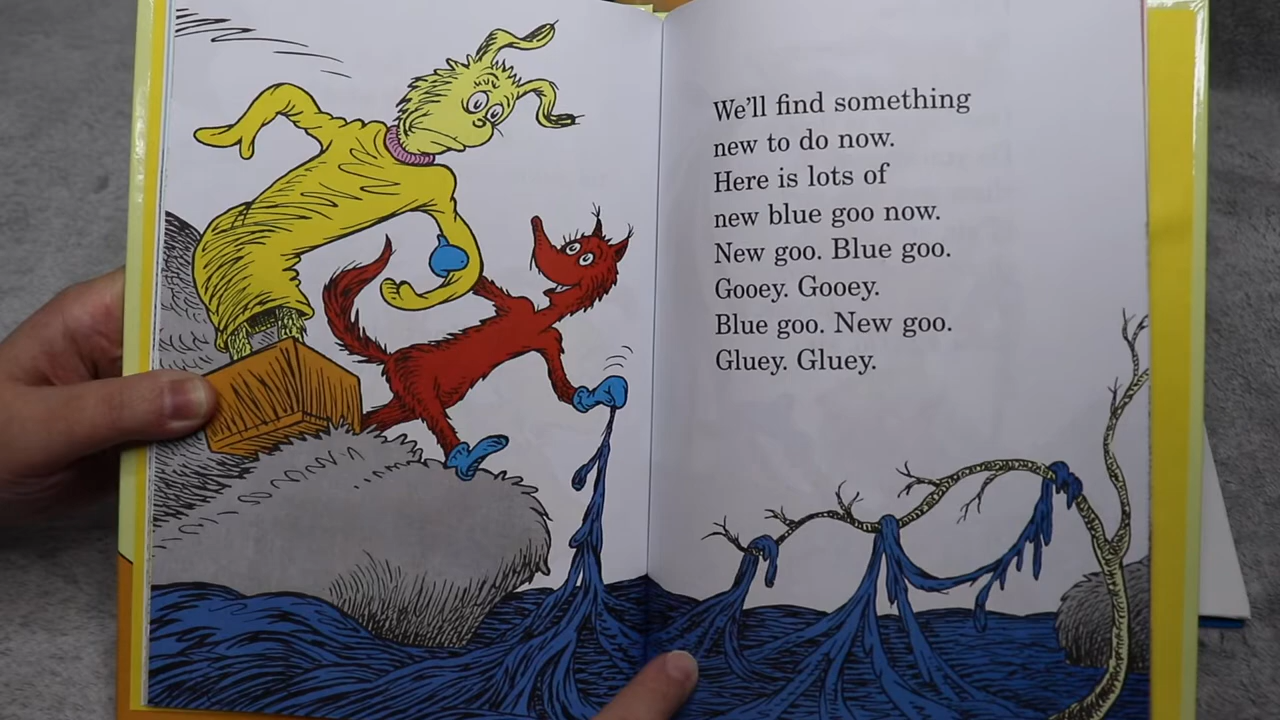 We'll find something
new to do now.
Here is lots of
new blue goo now.
New goo. Blue goo.
Gooey. Gooey.
Blue goo. New goo.
Gluey. Gluey.